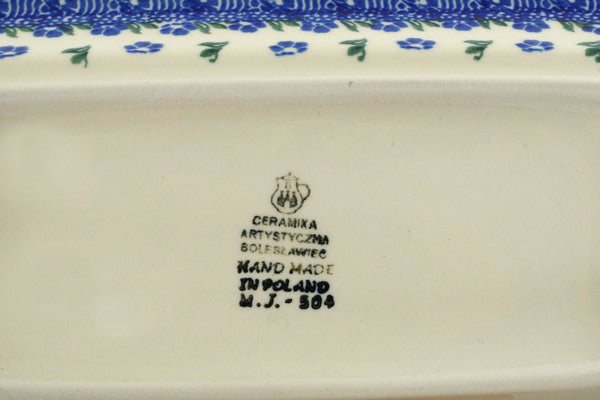 CERAMIKA
ARTYSTYCZNA
BOLESŁAWIEC
HAND MADE
IN POLAND
M.J.-504